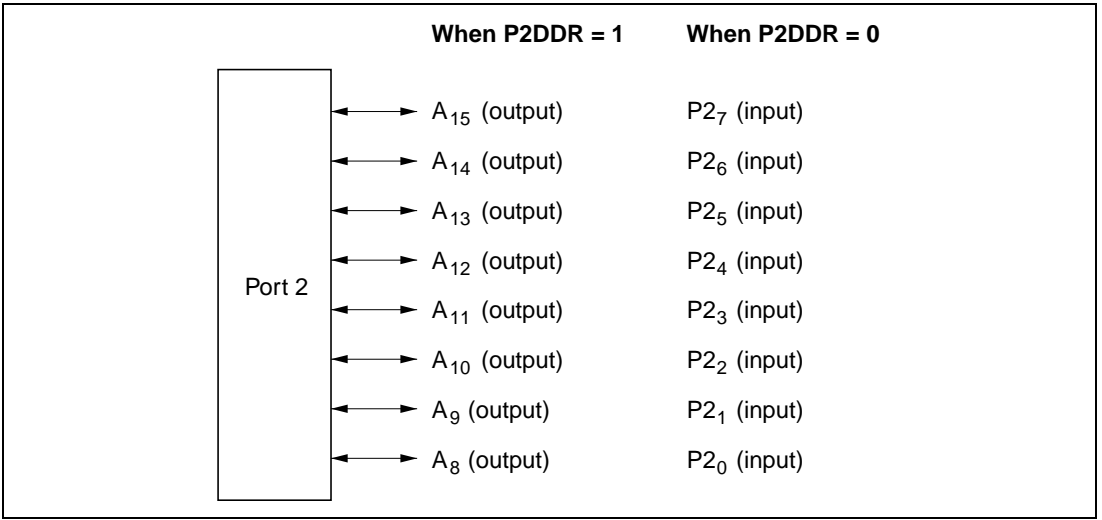 When P2DDR = 1 When P2DDR = 0
A15 (output) P27 (input)
A14 (output) P26 (input)
A13 (output) P25 (input)
A12 (output) P24 (input)
Port 2
A11 (output) P23 (input)
A10 (output) P22 (input)
A9 (output) P21 (input)
A8 (output) P20 (input)